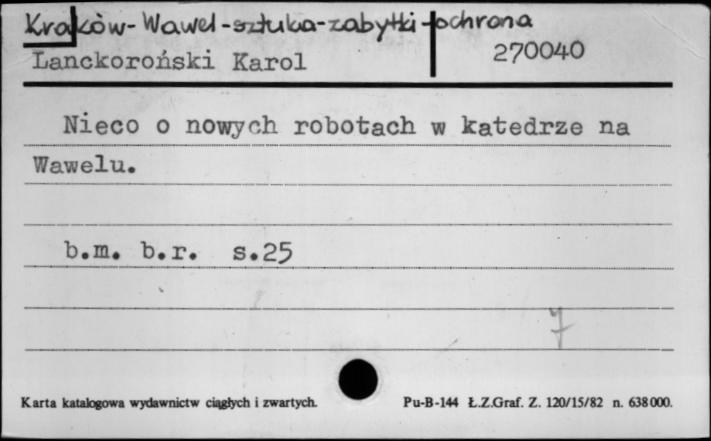 Kraków-Wawel-sztuka-zabytki-ochrona
Lanckoroński Karol 270040
Nieco o nowych robotach w katedrze na
Wawelu.
b.m. b.r. s.25
7
Karta katalogowa wydawnictw ciągłych i zwartych. Pu-B-144 Ł.Z.Graf. Z. 120/15/82 n. 638000.